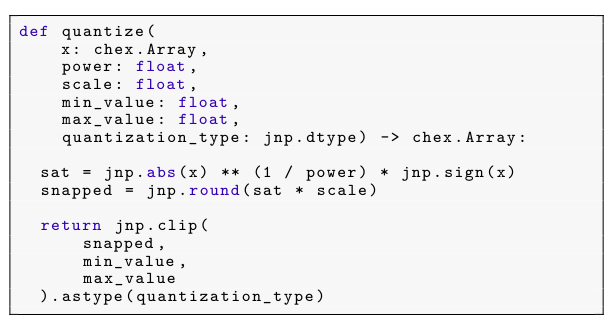 def quantize(
    x: chex.Array,
    power: float,
    scale: float,
    min_value: float,
    max_value: float,
    quantization_type: jnp.dtype) -> chex.Array:

  sat = jnp.abs(x) ** (1 / power) * jnp.sign(x)
  snapped = jnp.round(sat * scale)

  return jnp.clip(
      snapped,
      min_value,
      max_value
  ).astype(quantization_type)